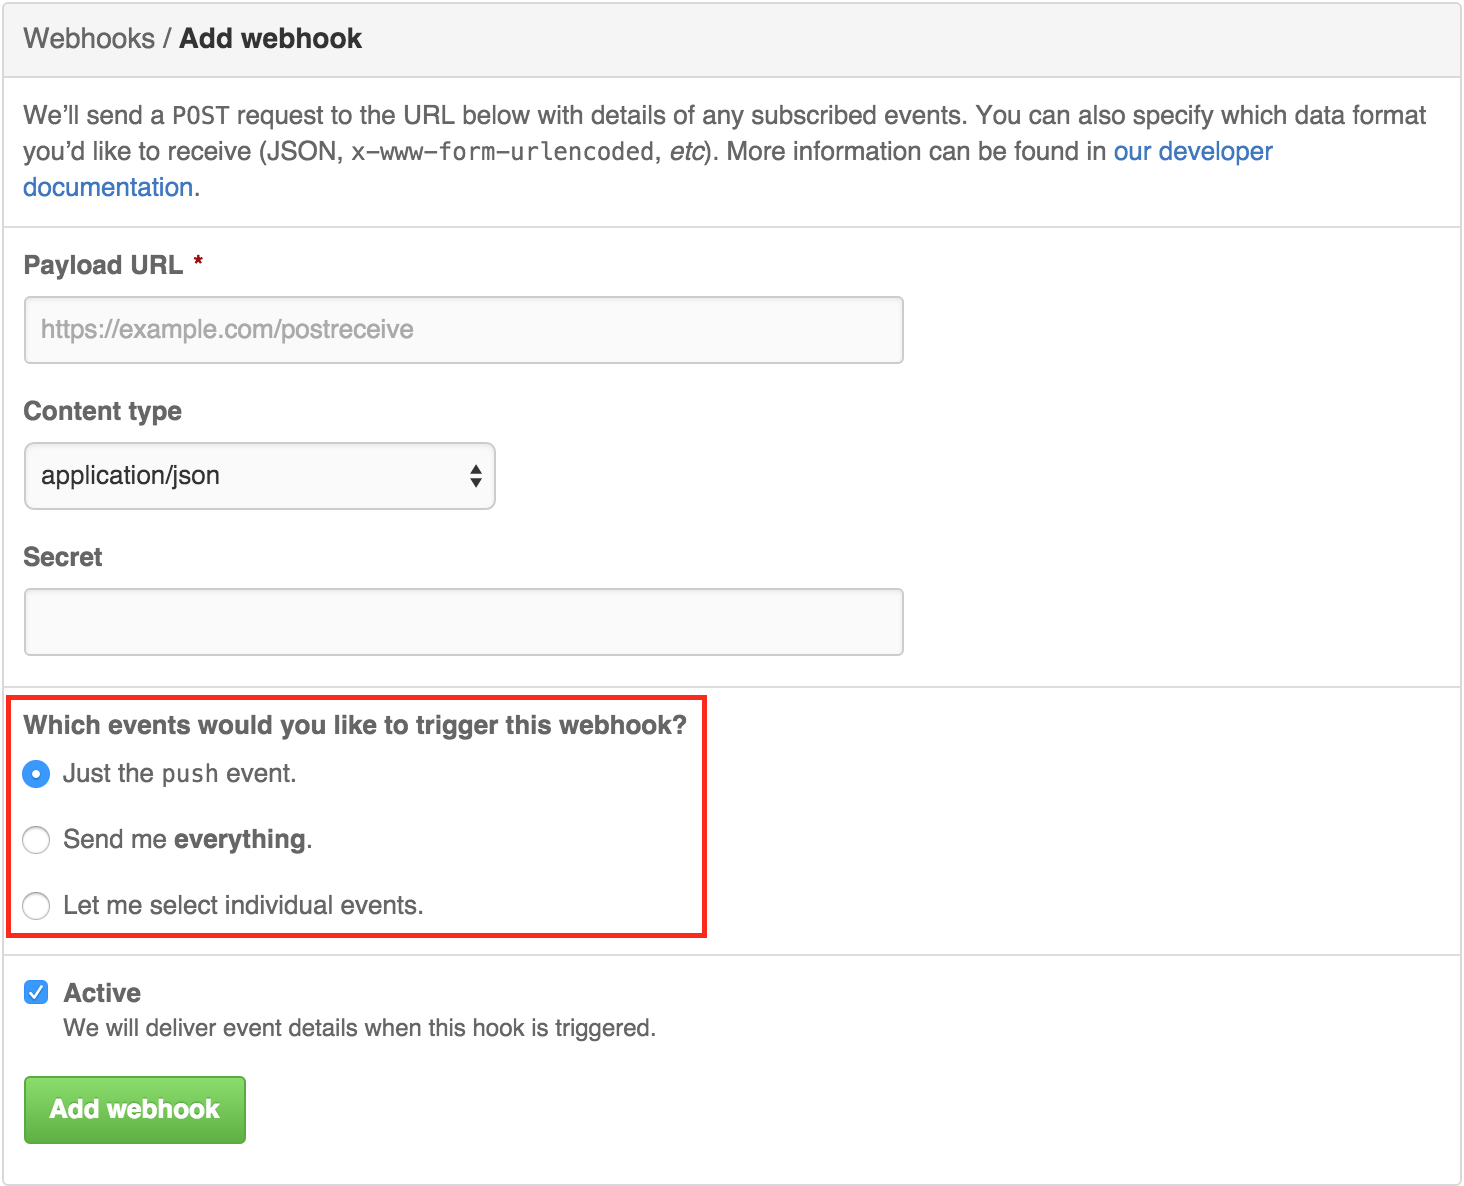 Webhooks / Add webhook
We’ll send a POST request to the URL below with details of any subscribed events. You can also specify which data format
you’d like to receive (JSON, x-www-form-urlencoded, etc). More information can be found in our developer
documentation.
Payload URL *
https://example.com/postreceive
Content type
application/json
Secret
Which events would you like to trigger this webhook?
Just the push event.
Send me everything.
Let me select individual events.
Active
We will deliver event details when this hook is triggered.
Add webhook